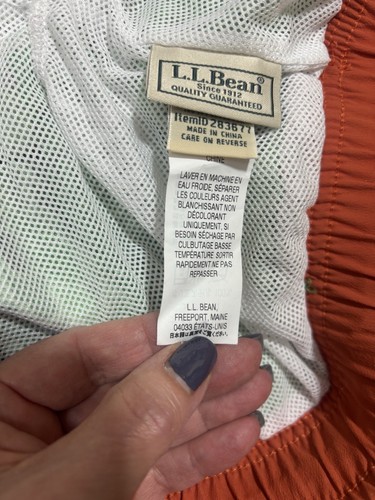 L.L.Bean®
Since 1912
QUALITY GUARANTEED
ItemID 283677
MADE IN CHINA
CARE ON REVERSE
CHINE
LAVER EN MACHINE EN
EAU FROIDE, SÉPARER
LES COULEURS AGENT
BLANCHISSANT NON
DÉCOLORANT
UNIQUEMENT, SI
BESOIN SÉCHAGE PAR
CULBUTAGE BASSE
TEMPÉRATURE SORTIR
RAPIDEMENT NE PAS
REPASSER
L.L. BEAN,
FREEPORT, MAINE
04033 ÉTATS-UNIS